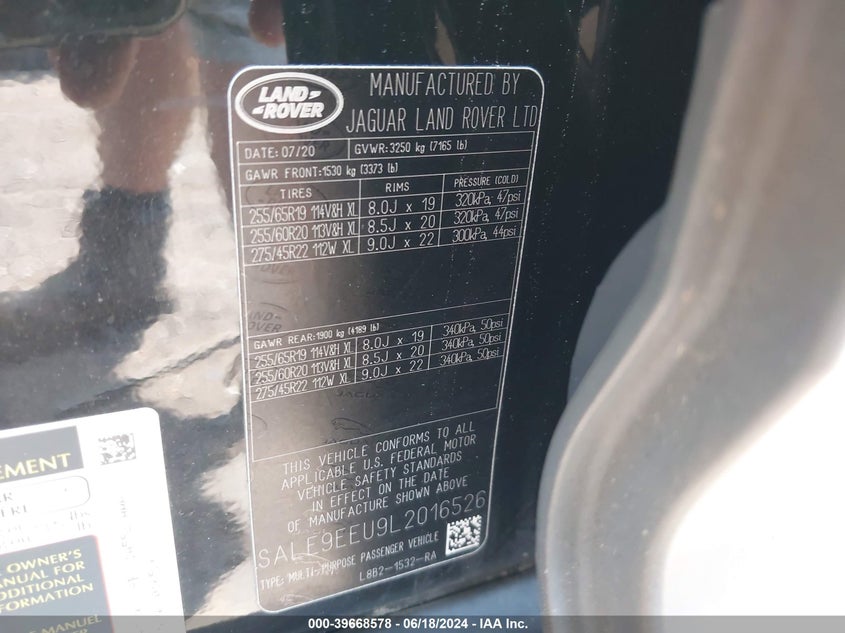 LAND ROVER
MANUFACTURED BY
JAGUAR LAND ROVER LTD
DATE: 07/20 GVWR: 3250 kg (7165 lb)
GAWR FRONT: 1530 kg (3373 lb)
TIRES RIMS PRESSURE (COLD)
255/65R19 114V&H XL 8.0J x 19 320kPa, 47psi
255/60R20 113V&H XL 8.5J x 20 320kPa, 47psi
275/45R22 112W XL 9.0J x 22 300kPa, 44psi
GAWR REAR: 1900 kg (4189 lb)
255/65R19 114V&H XL 8.0J x 19 340kPa, 50psi
255/60R20 113V&H XL 8.5J x 20 340kPa, 50psi
275/45R22 112W XL 9.0J x 22 340kPa, 50psi
THIS VEHICLE CONFORMS TO ALL
APPLICABLE U.S. FEDERAL MOTOR
VEHICLE SAFETY STANDARDS
IN EFFECT ON THE DATE
OF MANUFACTURE SHOWN ABOVE
SALE9EEU9L2016526
TYPE: MULTI-PURPOSE PASSENGER VEHICLE
L8B2-1532-RA
OWNER'S
MANUAL FOR
ADDITIONAL
INFORMATION
MANUEL
000-39668578 - 06/18/2024 - IAA Inc.